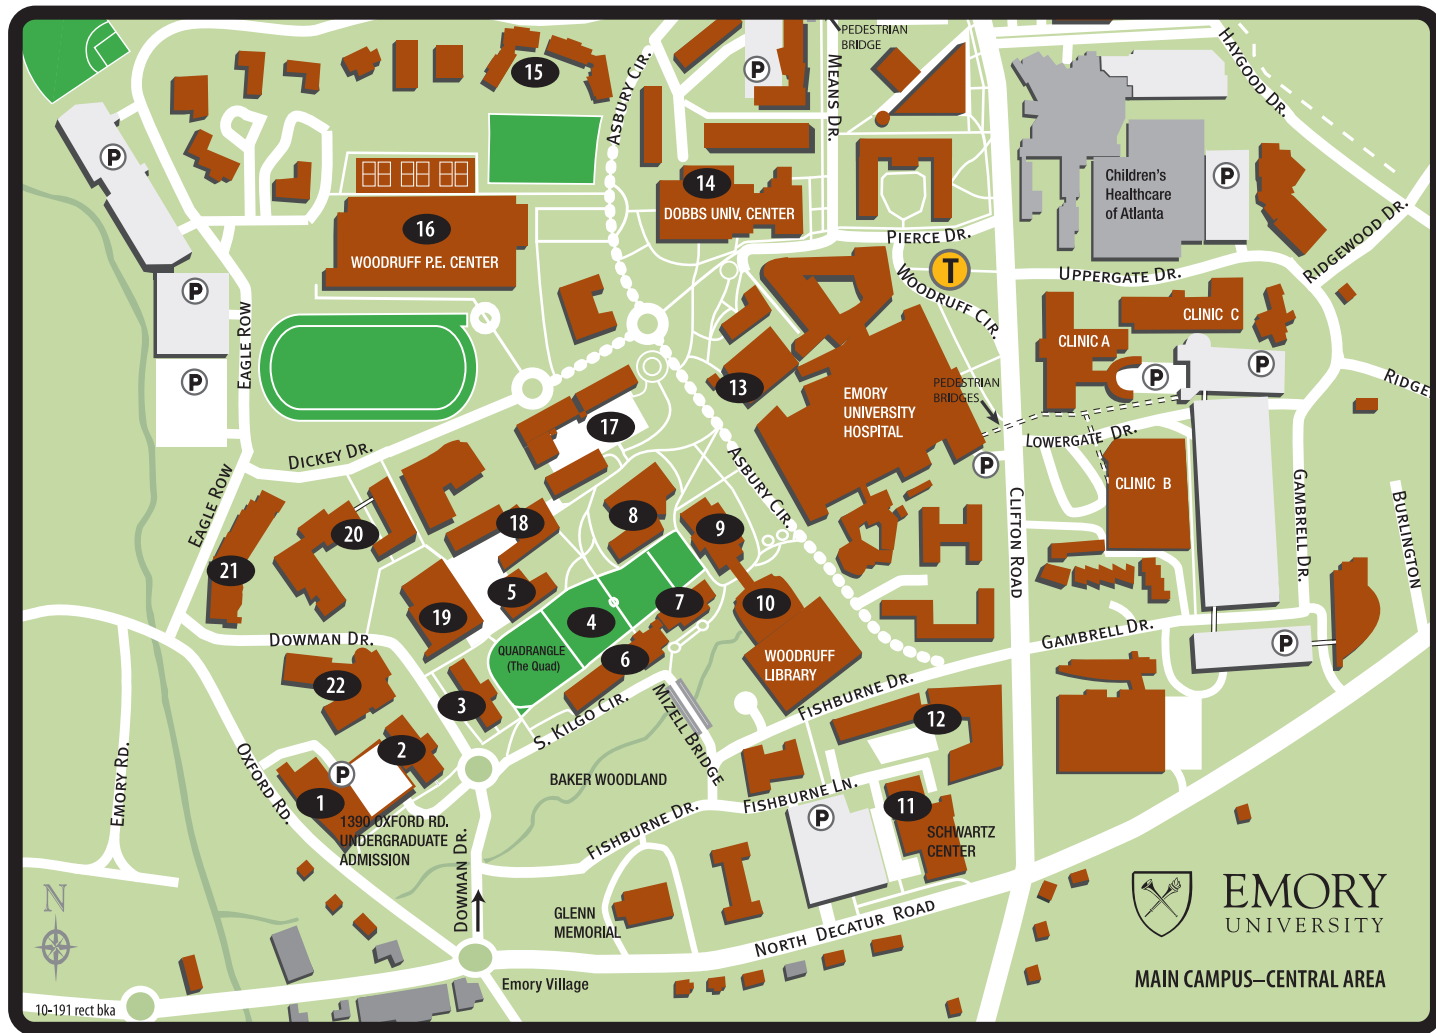 PEDESTRIAN
BRIDGE
HAYGOOD DR.
15
P
ASBURY CIR.
MEANS DR.
P
P
Children's
Healthcare
of Atlanta
P
14
DOBBS UNIV. CENTER
16
WOODRUFF P.E. CENTER
PIERCE DR.
RIDGEWOOD DR.
T
UPPERGATE DR.
WOODRUFF CIR.
P
CLINIC C
CLINIC A
EAGLE ROW
P
P
P
RIDGE
PEDESTRIAN
BRIDGES
13
EMORY
UNIVERSITY
HOSPITAL
17
LOWERGATE DR.
DICKEY DR.
P
CLINIC B
ASBURY CIR.
EAGLE ROW
CLIFTON ROAD
GAMBRELL DR.
BURLINGTON
20
18
8
9
21
5
19
4
7
10
6
DOWMAN DR.
QUADRANGLE
(The Quad)
WOODRUFF
LIBRARY
GAMBRELL DR.
P
22
3
S. KILGO CIR.
MIZELL BRIDGE
FISHBURNE DR.
12
2
P
1
OXFORD RD.
EMORY RD.
BAKER WOODLAND
FISHBURNE LN.
11
P
1390 OXFORD RD.
UNDERGRADUATE
ADMISSION
FISHBURNE DR.
SCHWARTZ
CENTER
DOWMAN DR.
GLENN
MEMORIAL
NORTH DECATUR ROAD
N
EMORY
UNIVERSITY
Emory Village
MAIN CAMPUS–CENTRAL AREA
10-191 rect bka